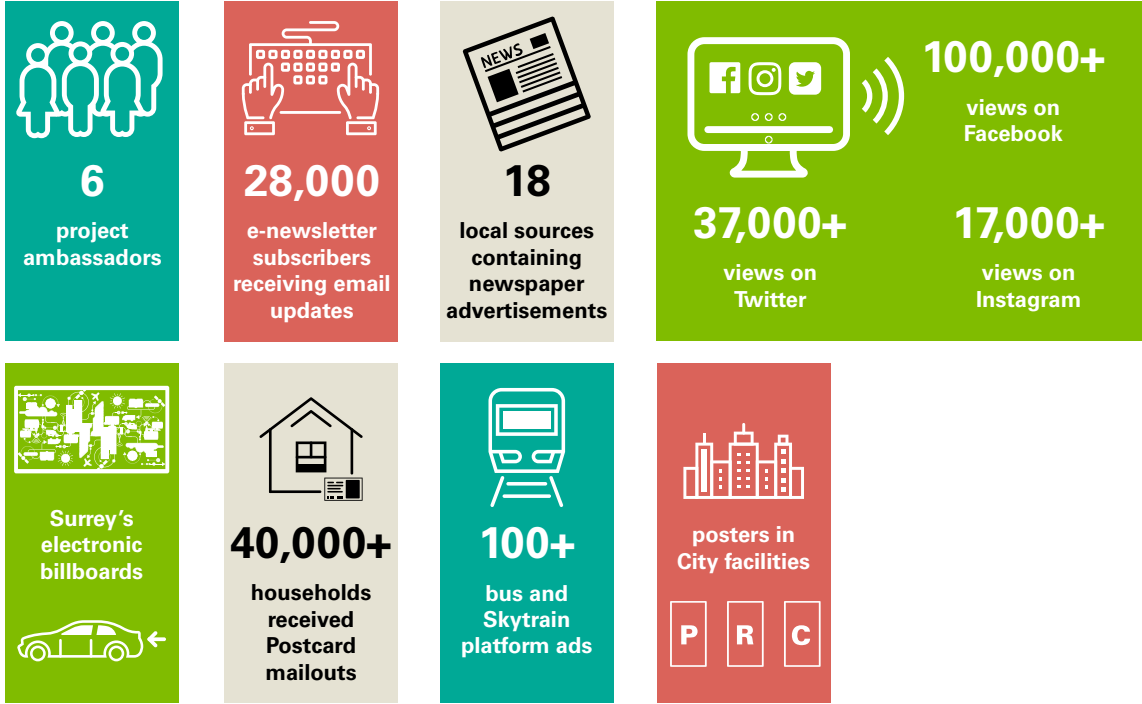 6
project
ambassadors
28,000
e-newsletter
subscribers
receiving email
updates
NEWS
18
local sources
containing
newspaper
advertisements
100,000+
views on
Facebook
37,000+
views on
Twitter
17,000+
views on
Instagram
Surrey's
electronic
billboards
40,000+
households
received
Postcard
mailouts
100+
bus and
Skytrain
platform ads
posters in
City facilities
P R C